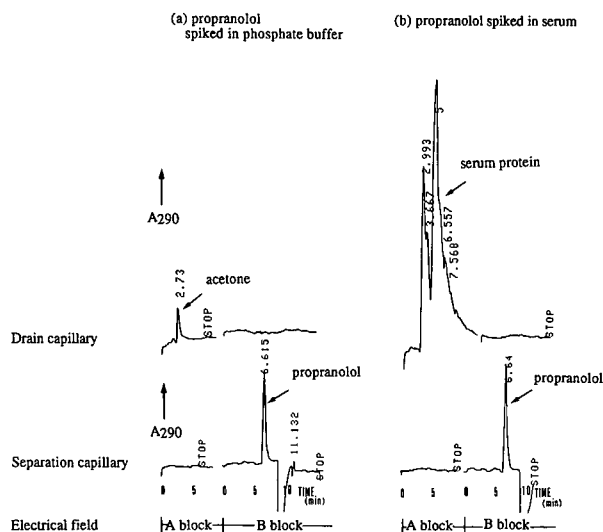 (a) propranolol
spiked in phosphate buffer
(b) propranolol spiked in serum
A290
2.73
acetone
STOP
2.993
3.667
5
6.557
7.568
serum protein
STOP
Drain capillary
A290
STOP
6.615
propranolol
11.132
STOP
STOP
6.64
propranolol
STOP
Separation capillary
0 5 0 10 TIME (min)
0 5 0 10 TIME (min)
Electrical field A block B block A block B block